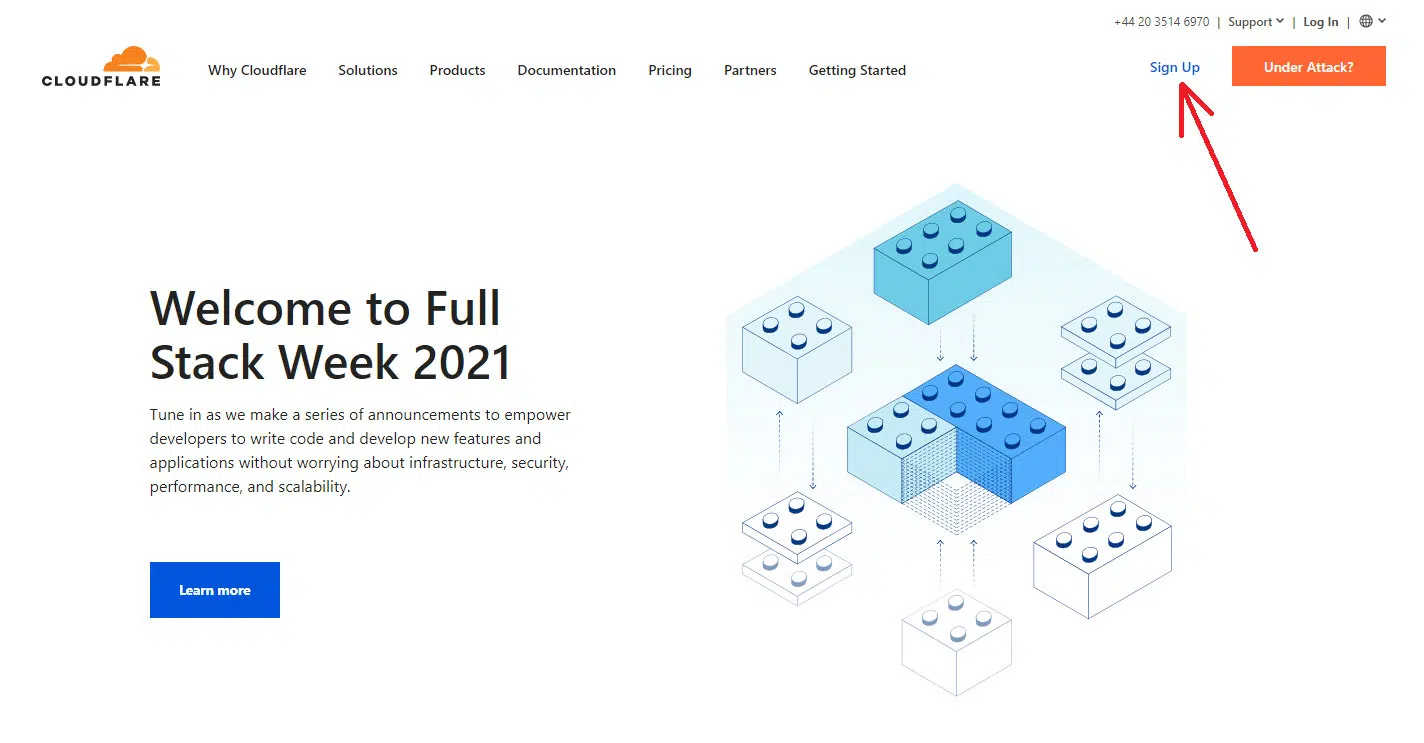 +44 20 3514 6970 | Support | Log In |
CLOUDFLARE
Why Cloudflare Solutions Products Documentation Pricing Partners Getting Started Sign Up Under Attack?
Welcome to Full
Stack Week 2021
Tune in as we make a series of announcements to empower
developers to write code and develop new features and
applications without worrying about infrastructure, security,
performance, and scalability.
Learn more